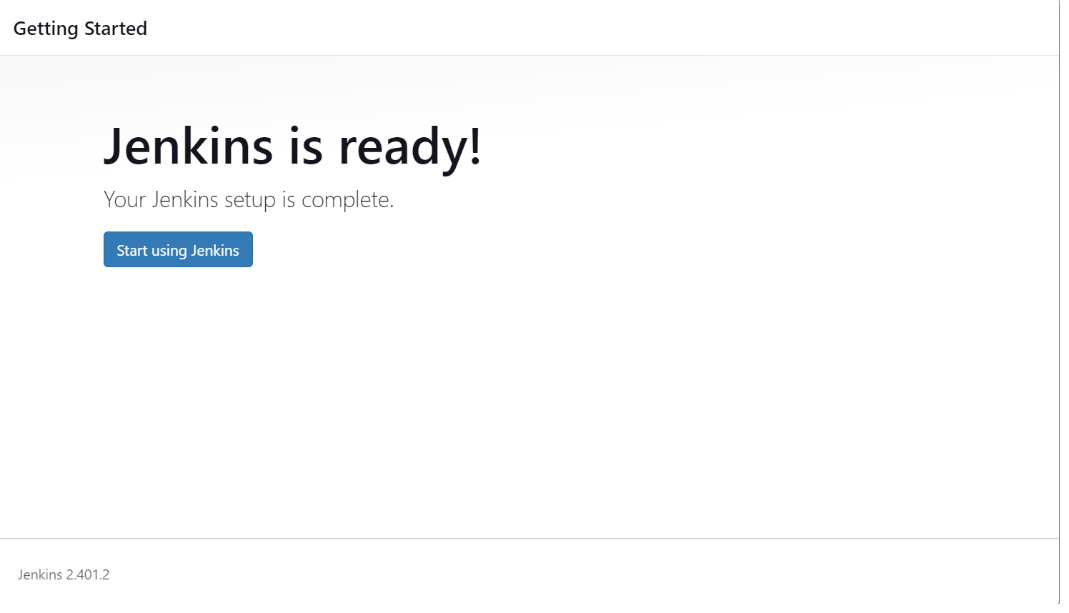 Getting Started
Jenkins is ready!
Your Jenkins setup is complete.
Start using Jenkins
Jenkins 2.401.2